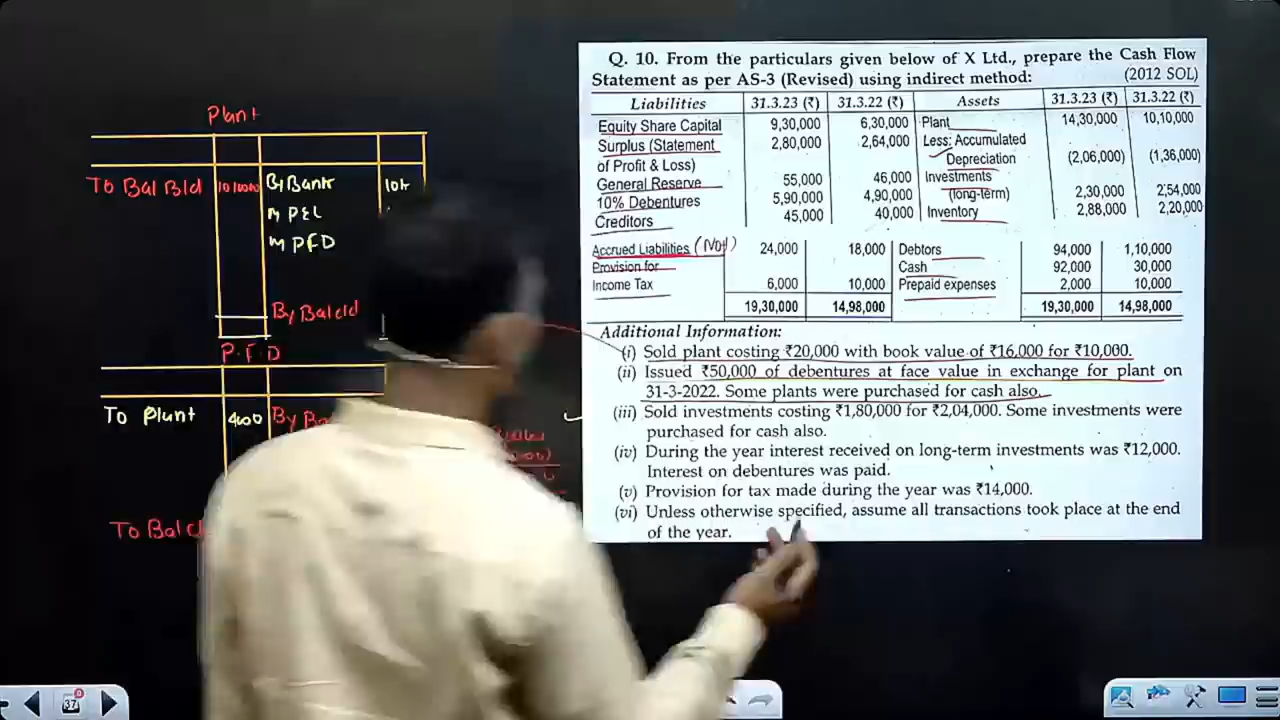 Plant
To Bal B/d 101000 By Bank 10k
" P&L
" PFD
By Bal c/d
P.F.D
To Plant 4000 By
To Bal c/
Q. 10. From the particulars given below of X Ltd., prepare the Cash Flow
Statement as per AS-3 (Revised) using indirect method: (2012 SOL)
Liabilities 31.3.23 (₹) 31.3.22 (₹) Assets 31.3.23 (₹) 31.3.22 (₹)
Equity Share Capital 9,30,000 6,30,000 Plant 14,30,000 10,10,000
Surplus (Statement 2,80,000 2,64,000 Less: Accumulated
of Profit & Loss) Depreciation (2,06,000) (1,36,000)
General Reserve 55,000 46,000 Investments
10% Debentures 5,90,000 4,90,000 (long-term) 2,30,000 2,54,000
Creditors 45,000 40,000 Inventory 2,88,000 2,20,000
Accrued Liabilities 24,000 18,000 Debtors 94,000 1,10,000
Provision for Cash 92,000 30,000
Income Tax 6,000 10,000 Prepaid expenses 2,000 10,000
19,30,000 14,98,000 19,30,000 14,98,000
Additional Information:
(i) Sold plant costing ₹20,000 with book value of ₹16,000 for ₹10,000.
(ii) Issued ₹50,000 of debentures at face value in exchange for plant on
31-3-2022. Some plants were purchased for cash also.
(iii) Sold investments costing ₹1,80,000 for ₹2,04,000. Some investments were
purchased for cash also.
(iv) During the year interest received on long-term investments was ₹12,000.
Interest on debentures was paid.
(v) Provision for tax made during the year was ₹14,000.
(vi) Unless otherwise specified, assume all transactions took place at the end
of the year.
37